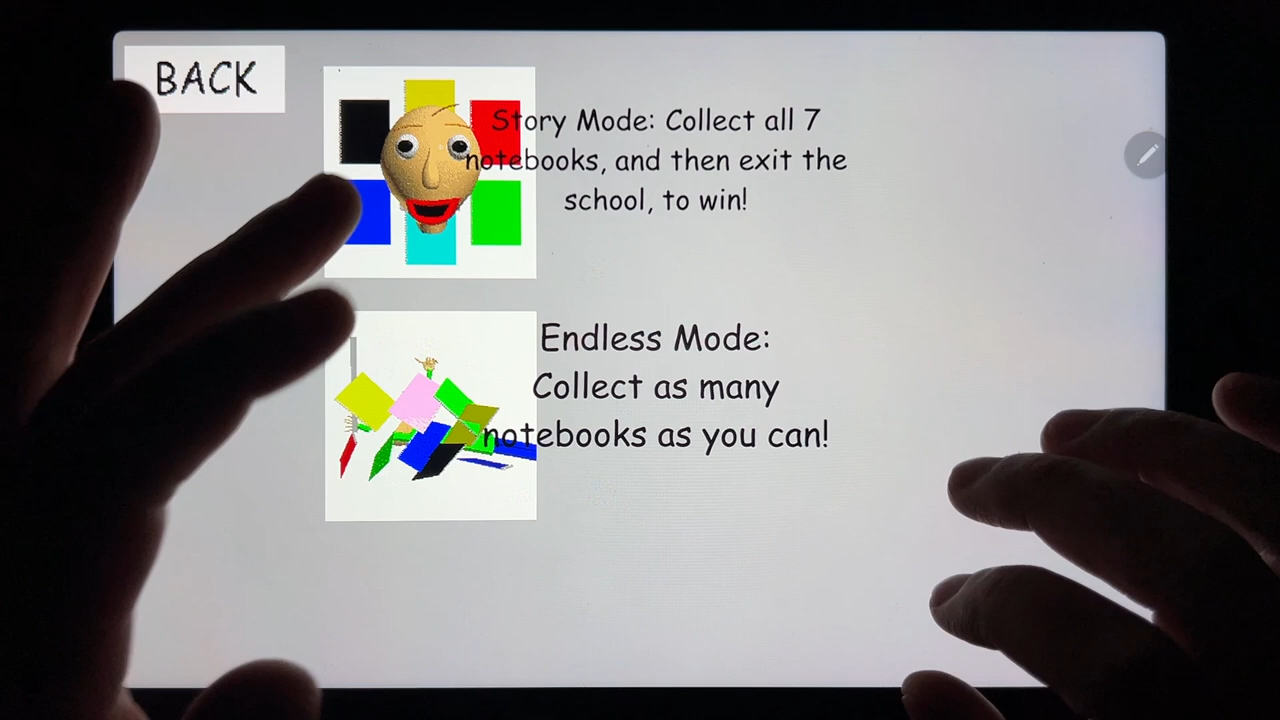 BACK
Story Mode: Collect all 7
notebooks, and then exit the
school, to win!
Endless Mode:
Collect as many
notebooks as you can!